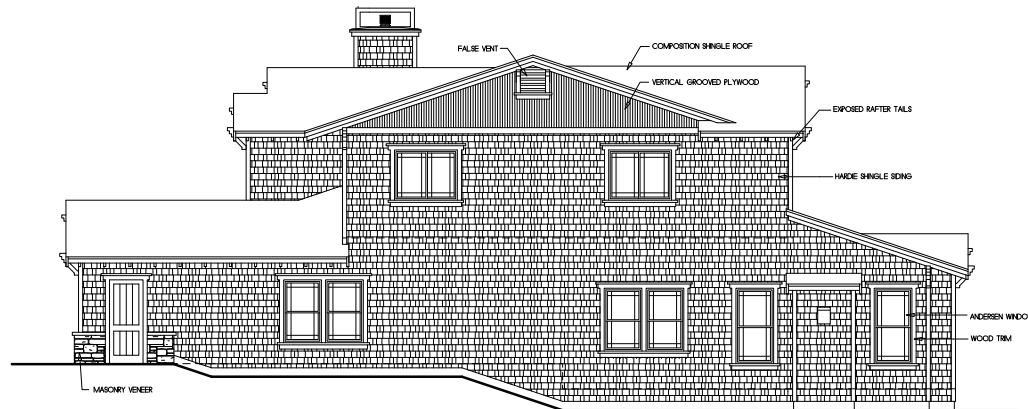 COMPOSITION SHINGLE ROOF
FALSE VENT
VERTICAL GROOVED PLYWOOD
EXPOSED RAFTER TAILS
HARDIE SHINGLE SIDING
ANDERSEN WINDO
WOOD TRIM
MASONRY VENEER